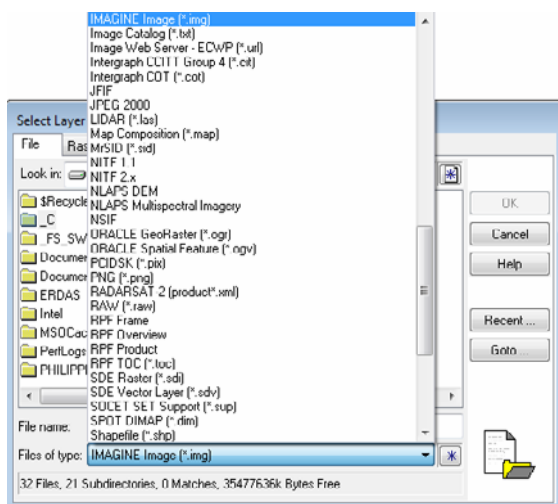 IMAGINE Image (*.img)
Image Catalog (*.txt)
Image Web Server - ECWP (*.url)
Intergraph CCITT Group 4 (*.cit)
Intergraph COT (*.cot)
JFIF
JPEG 2000
LIDAR (*.las)
Map Composition (*.map)
MrSID (*.sid)
NITF 1.1
NITF 2.x
NLAPS DEM
NLAPS Multispectral Imagery
NSIF
ORACLE GeoRaster (*.ogr)
ORACLE Spatial Feature (*.ogv)
PCIDSK (*.pix)
PNG (*.png)
RADARSAT 2 (product*.xml)
RAW (*.raw)
RPF Frame
RPF Overview
RPF Product
RPF TOC (*.toc)
SDE Raster (*.sdi)
SDE Vector Layer (*.sdv)
SOCET SET Support (*.sup)
SPOT DIMAP (*.dim)
Shapefile (*.shp)
Select Layer
File Ras
Look in:
$Recycle
_C
_FS_SW
Documen
Documen
ERDAS
Intel
MSOCac
PerfLogs
PHILIPP
OK
Cancel
Help
Recent ...
Goto ...
File name:
Files of type: IMAGINE Image (*.img)
32 Files, 21 Subdirectories, 0 Matches, 35477636k Bytes Free